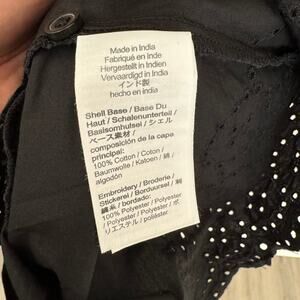 Made in India
Fabriqué en Inde
Hergestellt in Indien
Vervaardigd in India
インド製
hecho en india
Shell Base / Base Du
Haut / Schalenunterteil /
Basisomhulsel / シェル
ベース素材 /
composición de la capa
principal:
100% Cotton / Coton /
Baumwolle / Katoen / 綿 /
algodón
Embroidery / Broderie /
Stickerei / Borduursel / 刺
繍糸 / bordado:
100% Polyester / Polyester
/ Polyester / Polyester / ポ
リエステル / poliéster